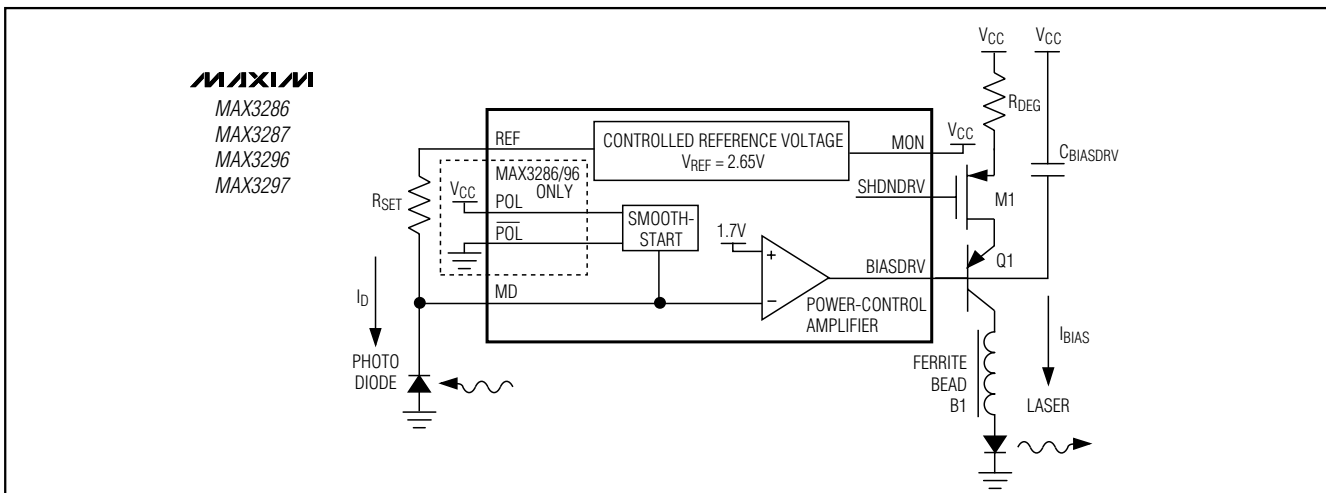 MAXIM
MAX3286
MAX3287
MAX3296
MAX3297
REF
CONTROLLED REFERENCE VOLTAGE
VREF = 2.65V
MON
VCC
VCC
VCC
RDEG
CBIASDRV
MAX3286/96
ONLY
VCC
POL
POL
SMOOTH-
START
RSET
SHDNDRV
M1
1.7V
+
−
BIASDRV
Q1
MD
POWER-CONTROL
AMPLIFIER
ID
PHOTO
DIODE
FERRITE
BEAD
B1
IBIAS
LASER